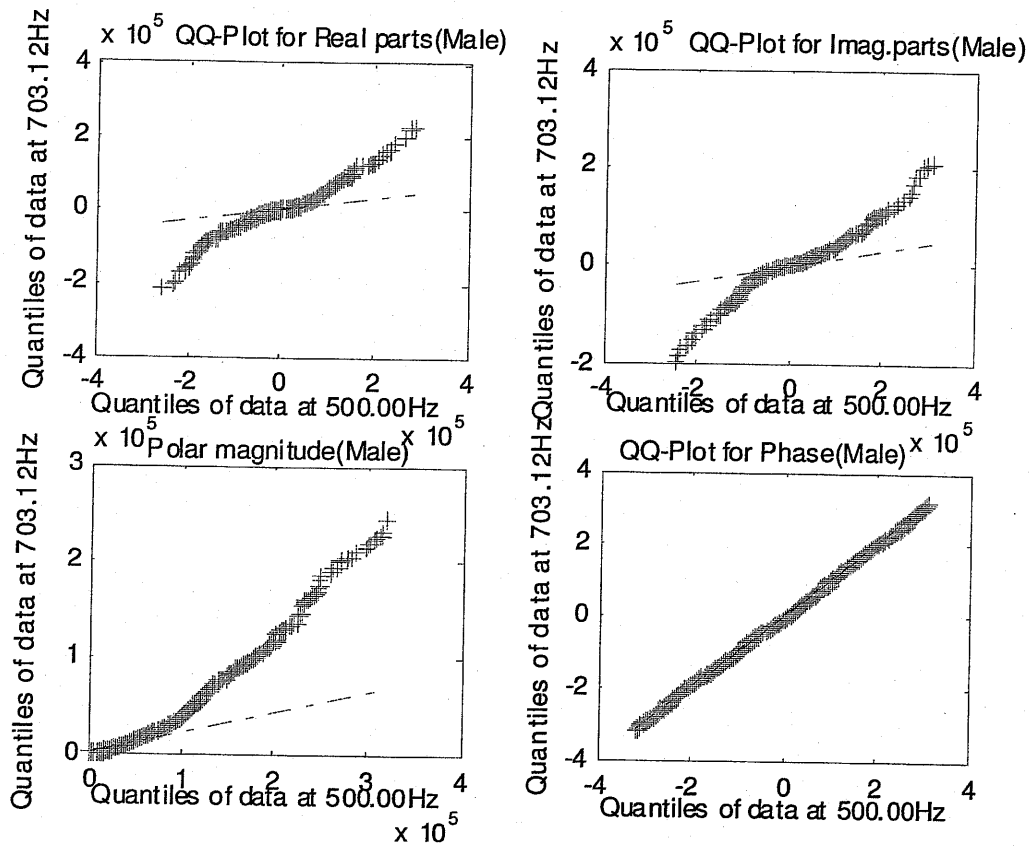 x 10^5 QQ-Plot for Real parts(Male)
Quantiles of data at 703.12Hz
4
2
0
-2
-4
-4 -2 0 2 4
Quantiles of data at 500.00Hz
x 10^5
x 10^5 QQ-Plot for Imag.parts(Male)
Quantiles of data at 703.12Hz
4
2
0
-2
-4 -2 0 2 4
Quantiles of data at 500.00Hz
x 10^5
x 10^5 Polar magnitude(Male)
Quantiles of data at 703.12Hz
3
2
1
0
0 1 2 3 4
Quantiles of data at 500.00Hz
x 10^5
QQ-Plot for Phase(Male)
Quantiles of data at 703.12Hz
4
2
0
-2
-4
-4 -2 0 2 4
Quantiles of data at 500.00Hz